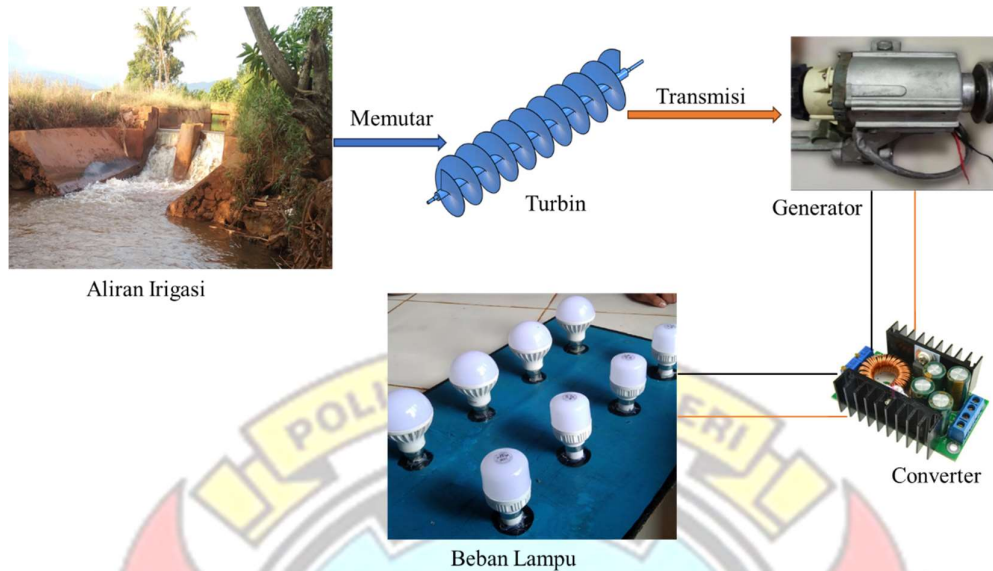 Memutar
Transmisi
Turbin
Generator
Aliran Irigasi
Converter
Beban Lampu